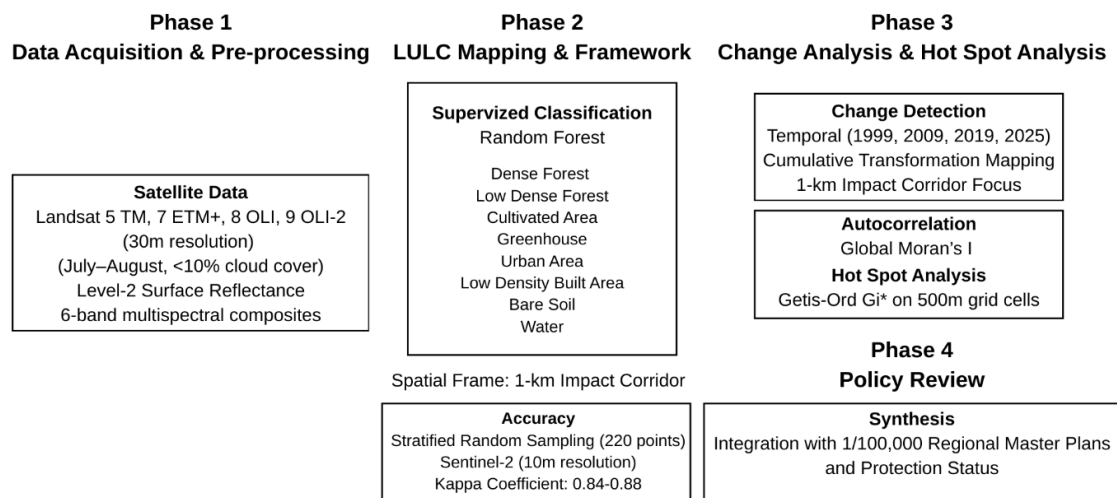 Phase 1
Data Acquisition & Pre-processing
Satellite Data
Landsat 5 TM, 7 ETM+, 8 OLI, 9 OLI-2
(30m resolution)
(July–August, <10% cloud cover)
Level-2 Surface Reflectance
6-band multispectral composites
Phase 2
LULC Mapping & Framework
Supervized Classification
Random Forest
Dense Forest
Low Dense Forest
Cultivated Area
Greenhouse
Urban Area
Low Density Built Area
Bare Soil
Water
Spatial Frame: 1-km Impact Corridor
Accuracy
Stratified Random Sampling (220 points)
Sentinel-2 (10m resolution)
Kappa Coefficient: 0.84-0.88
Phase 3
Change Analysis & Hot Spot Analysis
Change Detection
Temporal (1999, 2009, 2019, 2025)
Cumulative Transformation Mapping
1-km Impact Corridor Focus
Autocorrelation
Global Moran’s I
Hot Spot Analysis
Getis-Ord Gi* on 500m grid cells
Phase 4
Policy Review
Synthesis
Integration with 1/100,000 Regional Master Plans
and Protection Status